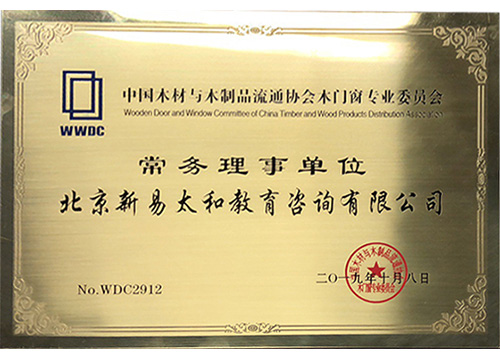 WWDC
中国木材与木制品流通协会木门窗专业委员会
Wooden Door and Window Committee of China Timber and Wood Products Distribution Association
常务理事单位
北京新易太和教育咨询有限公司
二〇一九年十月八日
No.WDC2912